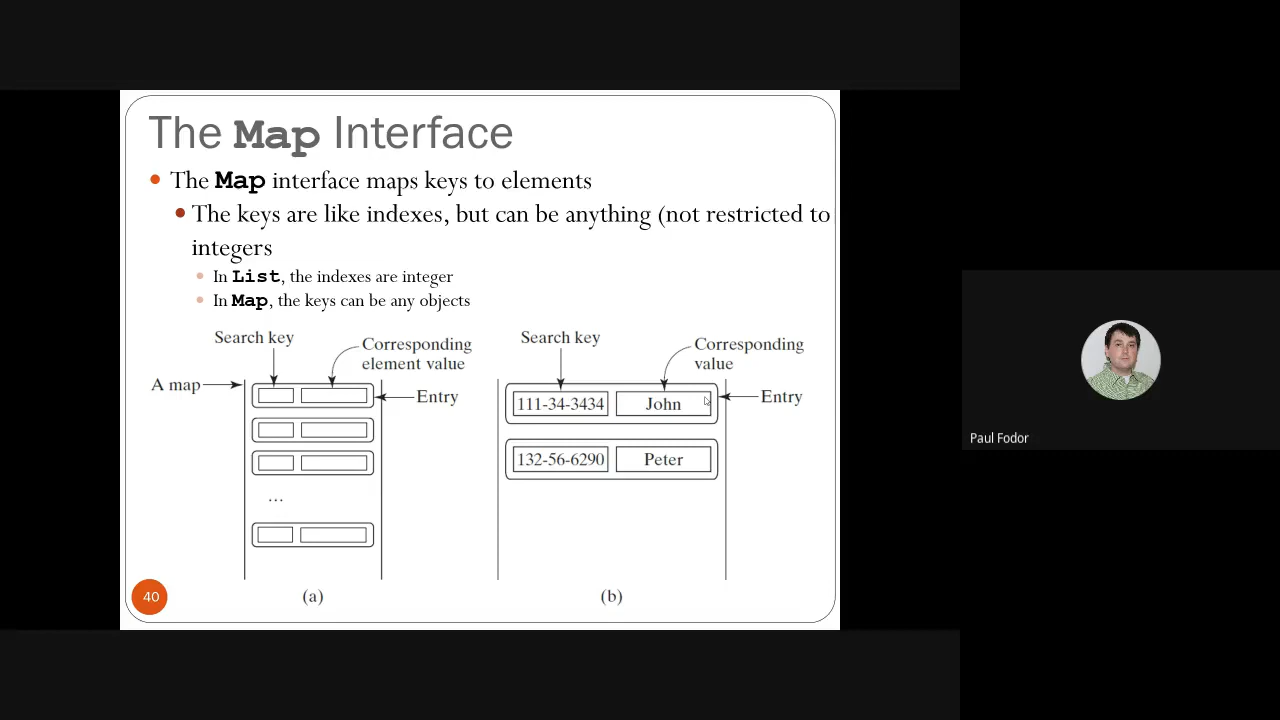 The Map Interface
The Map interface maps keys to elements
The keys are like indexes, but can be anything (not restricted to
integers
In List, the indexes are integer
In Map, the keys can be any objects
Search key
Corresponding
element value
A map
Entry
...
(a)
Search key
Corresponding
value
Entry
111-34-3434 John
132-56-6290 Peter
(b)
40
Paul Fodor